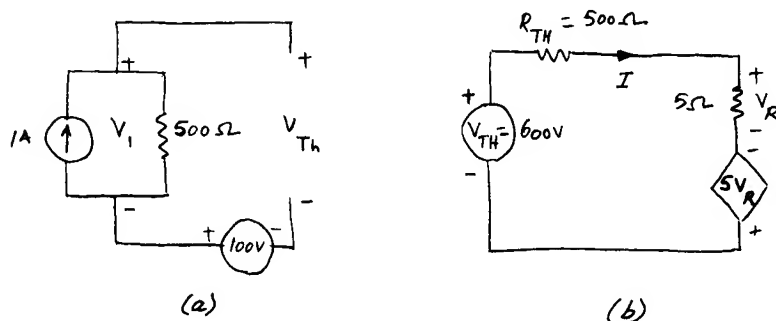 +
1A
V₁
500Ω
-
+
V_Th
-
+
100V
-
(a)
R_TH = 500Ω
I
+
V_TH = 600V
-
5Ω
+
V_R
-
-
5V_R
+
(b)